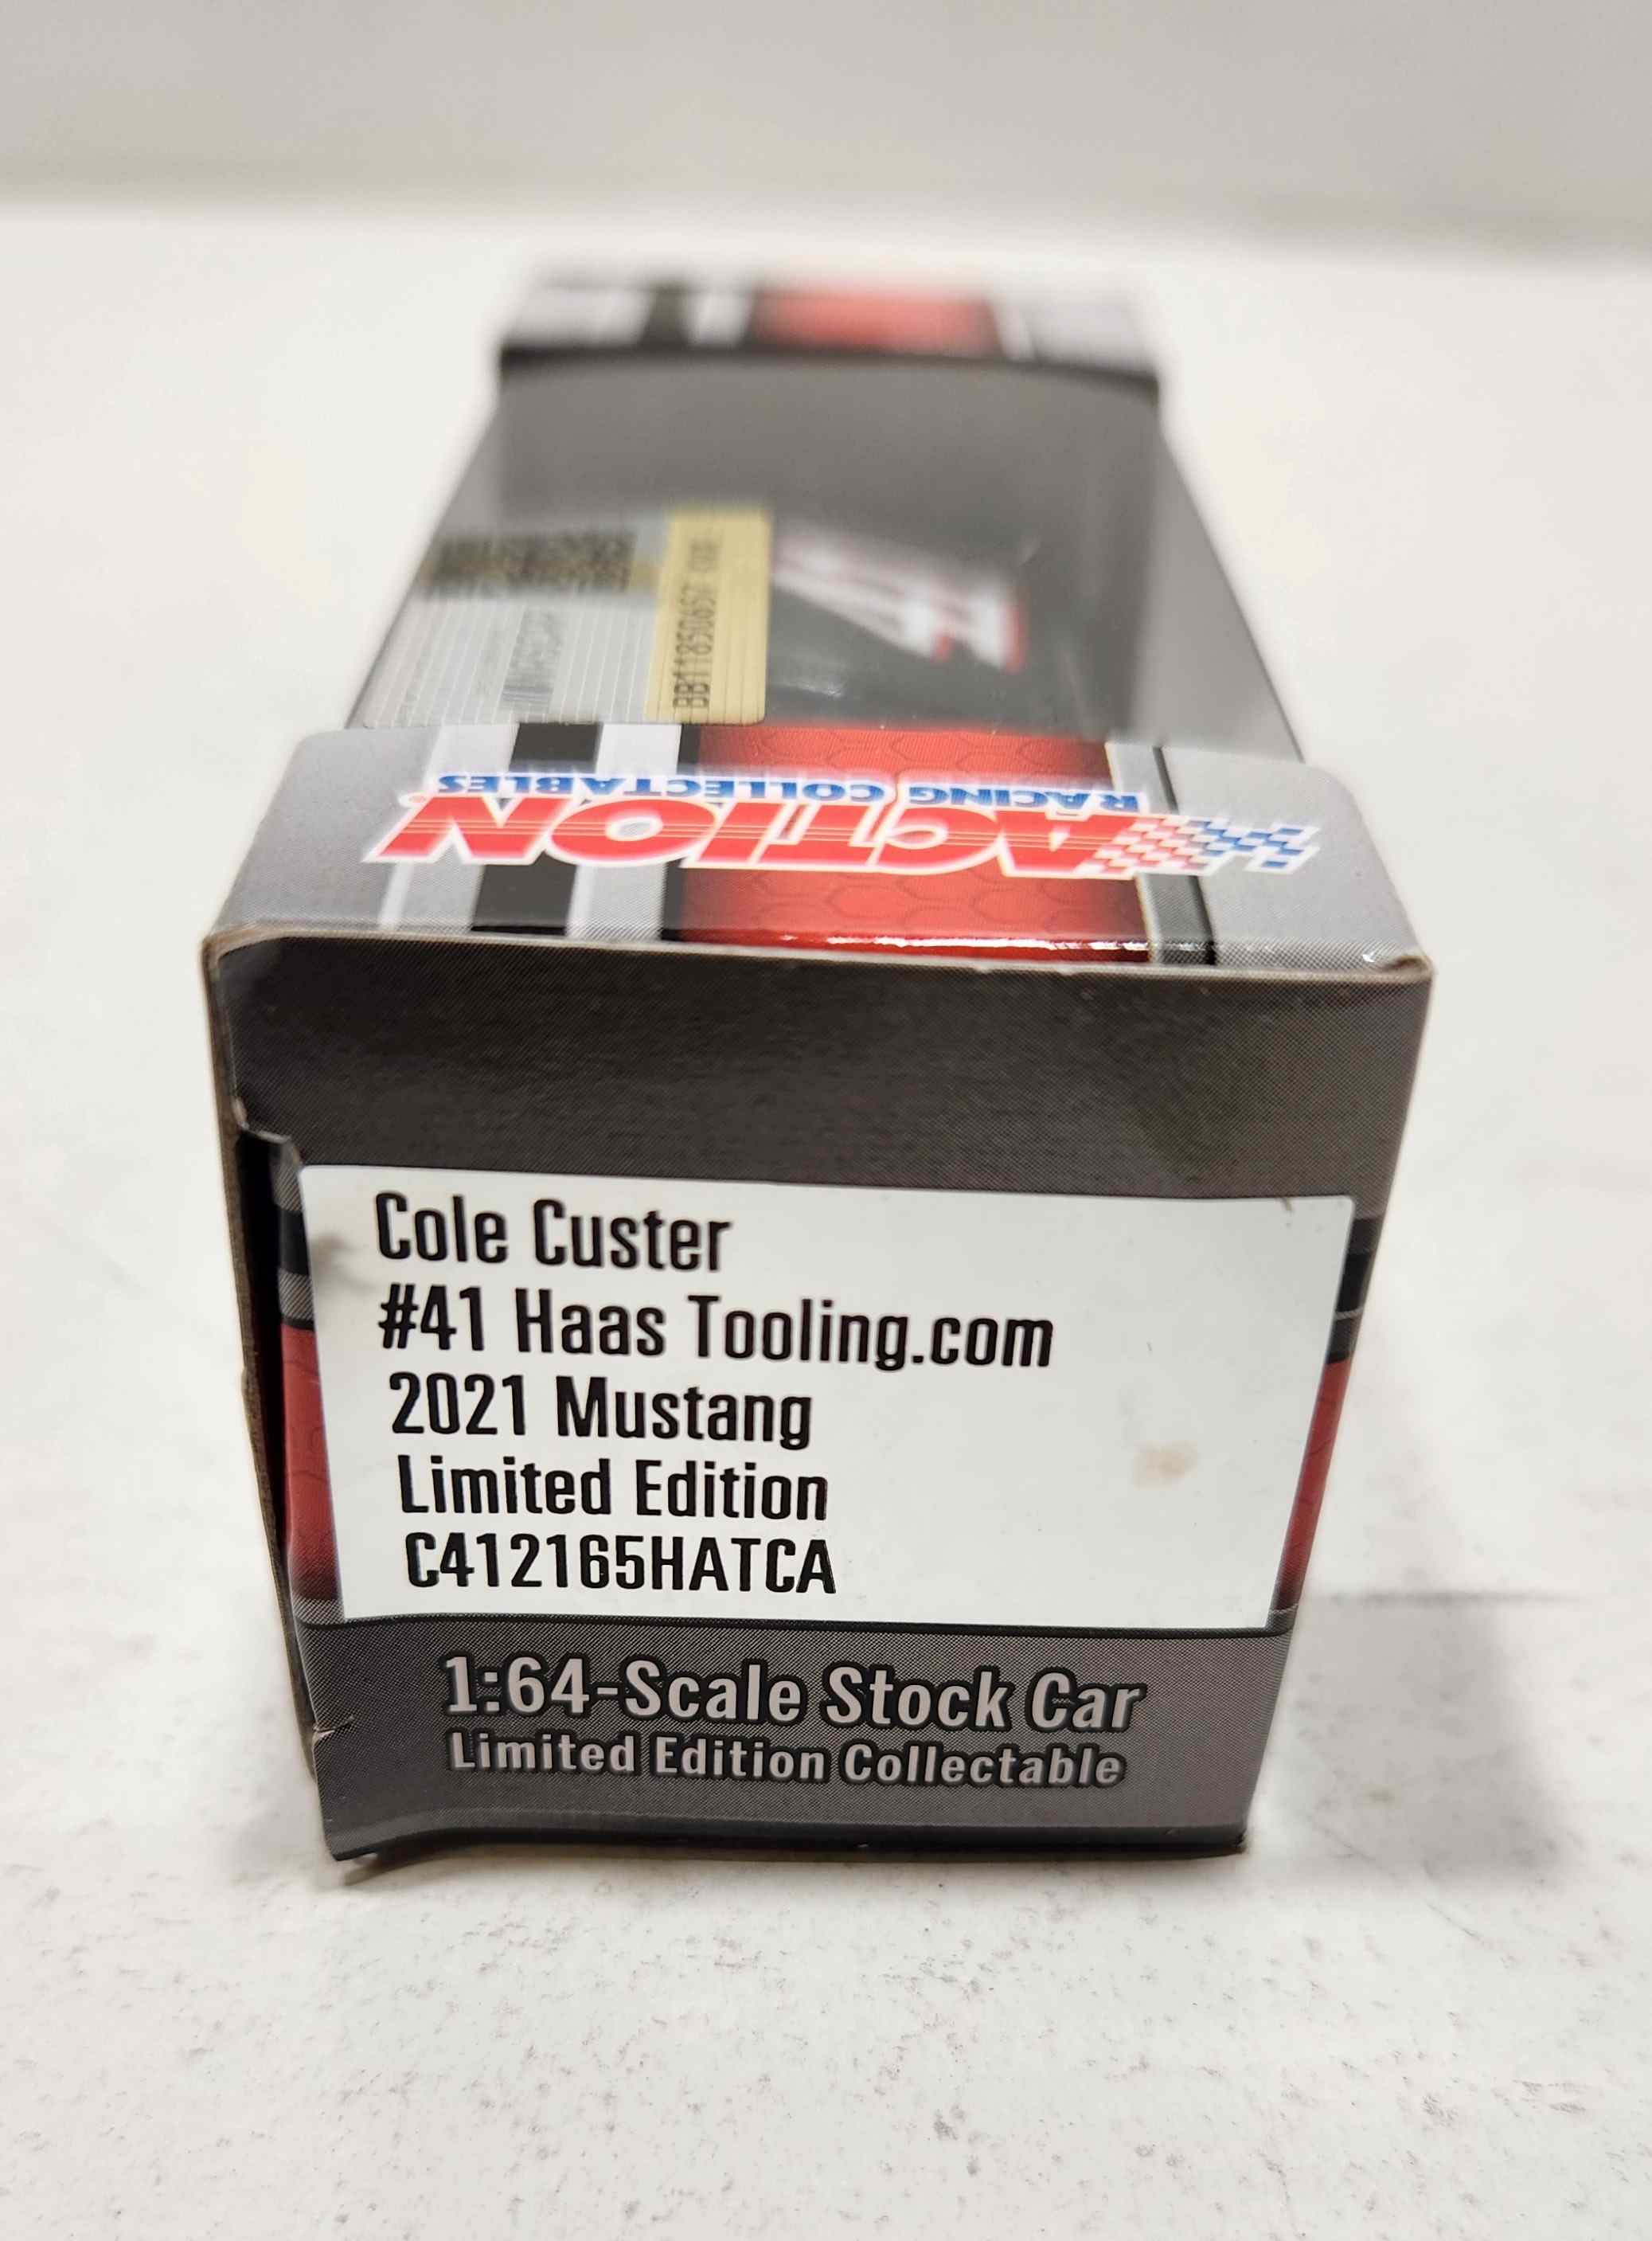 ACTION
RACING COLLECTABLES
Cole Custer
#41 Haas Tooling.com
2021 Mustang
Limited Edition
C412165HATCA
1:64-Scale Stock Car
Limited Edition Collectable